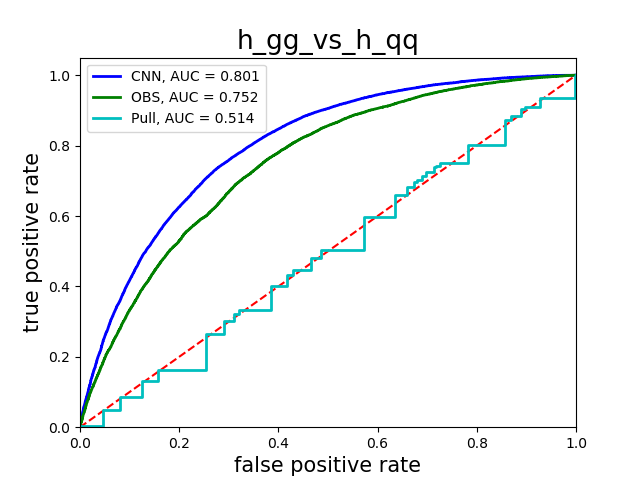 h_gg_vs_h_qq
CNN, AUC = 0.801
OBS, AUC = 0.752
Pull, AUC = 0.514
true positive rate
1.0
0.8
0.6
0.4
0.2
0.0
0.0 0.2 0.4 0.6 0.8 1.0
false positive rate